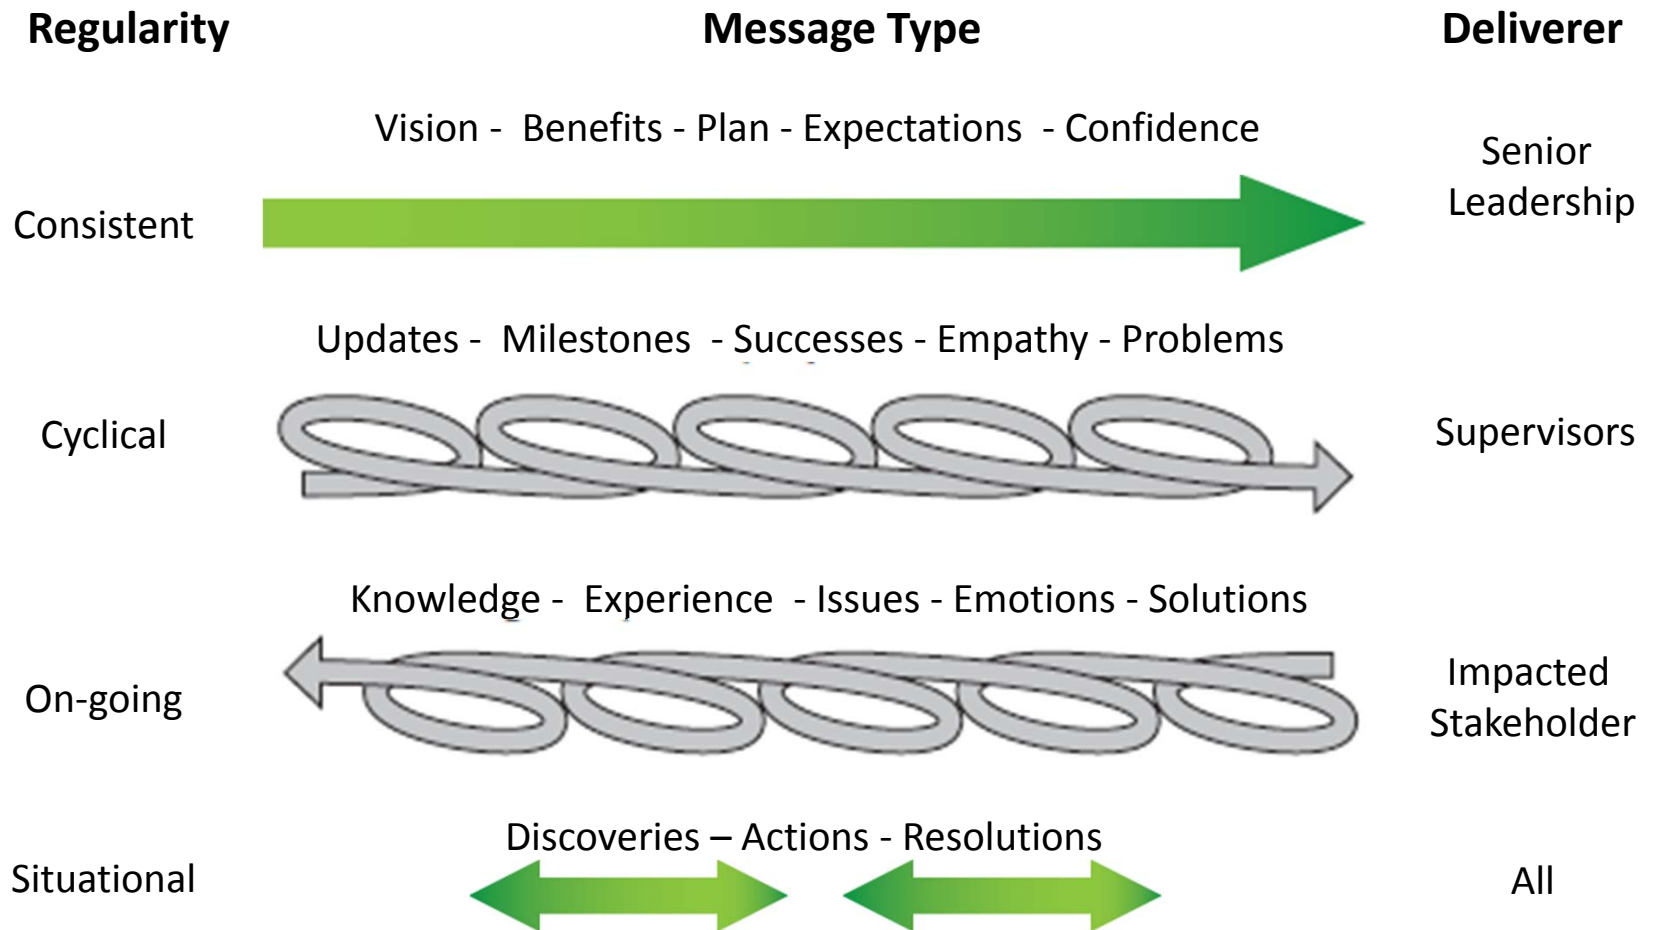 Regularity
Message Type
Deliverer
Vision - Benefits - Plan - Expectations - Confidence
Consistent
Senior
Leadership
Updates - Milestones - Successes - Empathy - Problems
Cyclical
Supervisors
Knowledge - Experience - Issues - Emotions - Solutions
On-going
Impacted
Stakeholder
Discoveries – Actions - Resolutions
Situational
All